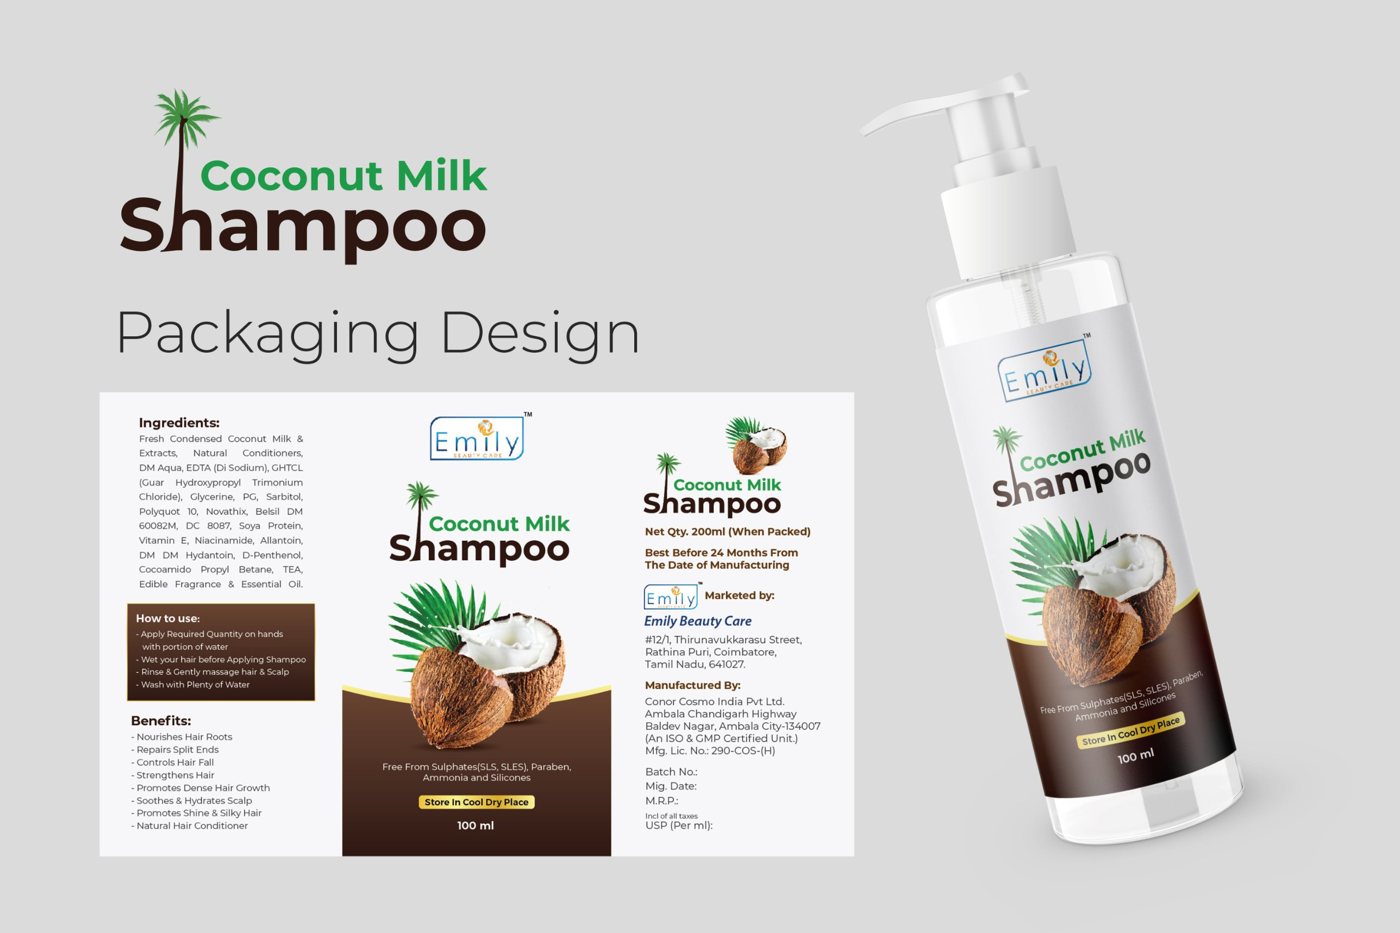 Coconut Milk
Shampoo
Packaging Design
Ingredients:
Fresh Condensed Coconut Milk &
Extracts, Natural Conditioners,
DM Aqua, EDTA (Di Sodium), GHTCL
(Guar Hydroxypropyl Trimonium
Chloride), Glycerine, PG, Sarbitol,
Polyquot 10, Novathix, Belsil DM
60082M, DC 8087, Soya Protein,
Vitamin E, Niacinamide, Allantoin,
DM DM Hydantoin, D-Penthenol,
Cocoamido Propyl Betane, TEA,
Edible Fragrance & Essential Oil.
How to use:
- Apply Required Quantity on hands
with portion of water
- Wet your hair before Applying Shampoo
- Rinse & Gently massage hair & Scalp
- Wash with Plenty of Water
Benefits:
- Nourishes Hair Roots
- Repairs Split Ends
- Controls Hair Fall
- Strengthens Hair
- Promotes Dense Hair Growth
- Soothes & Hydrates Scalp
- Promotes Shine & Silky Hair
- Natural Hair Conditioner
TM
Emily
BEAUTY CARE
Coconut Milk
Shampoo
Free From Sulphates(SLS, SLES), Paraben,
Ammonia and Silicones
Store In Cool Dry Place
100 ml
Coconut Milk
Shampoo
Net Qty. 200ml (When Packed)
Best Before 24 Months From
The Date of Manufacturing
Emily Marketed by:
Emily Beauty Care
#12/1, Thirunavukkarasu Street,
Rathina Puri, Coimbatore,
Tamil Nadu, 641027.
Manufactured By:
Conor Cosmo India Pvt Ltd.
Ambala Chandigarh Highway
Baldev Nagar, Ambala City-134007
(An ISO & GMP Certified Unit.)
Mfg. Lic. No.: 290-COS-(H)
Batch No.:
Mig. Date:
M.R.P.:
Incl of all taxes
USP (Per ml):
TM
Emily
BEAUTY CARE
Coconut Milk
Shampoo
Free From Sulphates(SLS, SLES), Paraben,
Ammonia and Silicones
Store In Cool Dry Place
100 ml